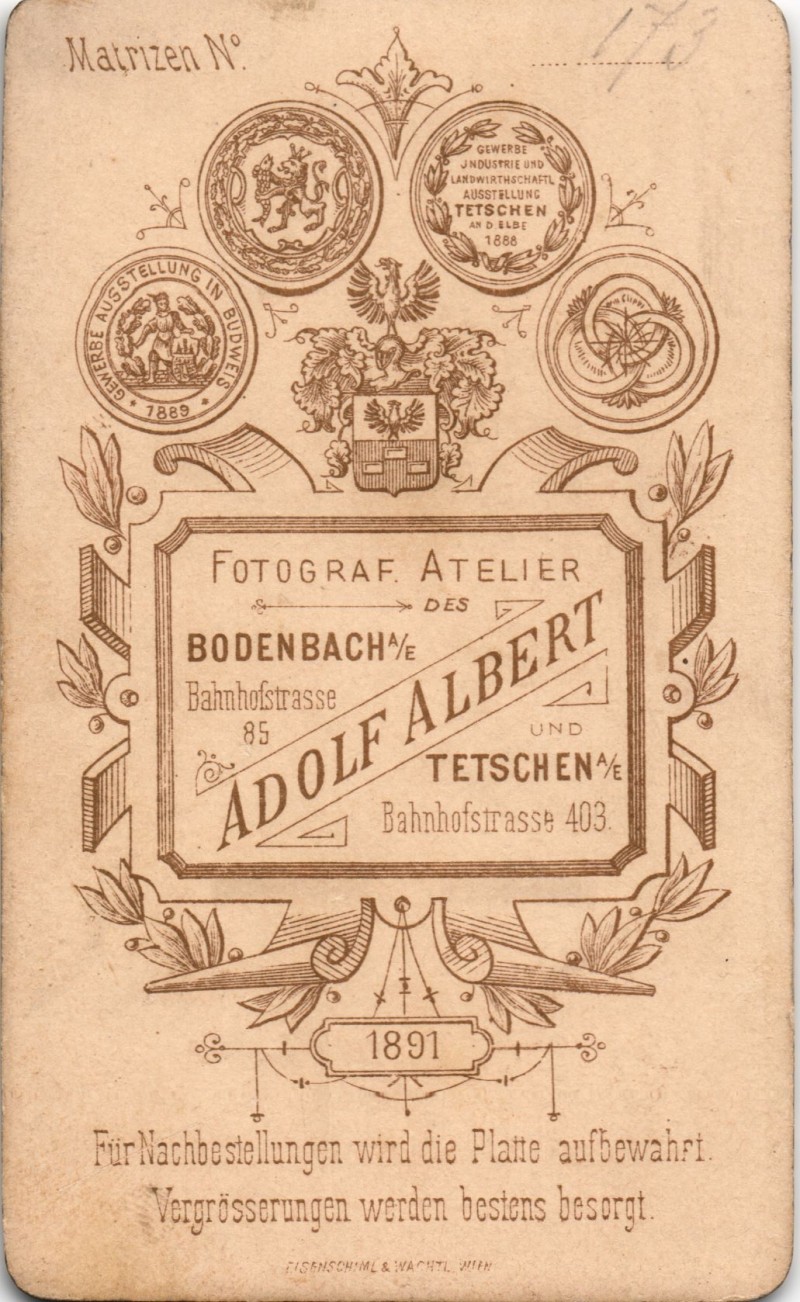 Matrizen Nº. 173
GEWERBE
JNDUSTRIE UND
LANDWIRTHSCHAFTL
AUSSTELLUNG
TETSCHEN
AN D ELBE
1888
GEWERBE AUSSTELLUNG IN BUDWEIS
* 1889 *
FOTOGRAF. ATELIER
DES
BODENBACH A/E
Bahnhofstrasse
85
ADOLF ALBERT
UND
TETSCHEN A/E
Bahnhofstrasse 403.
1891
Für Nachbestellungen wird die Platte aufbewahrt.
Vergrösserungen werden bestens besorgt.
EISENSCHIML & WACHTL, WIEN